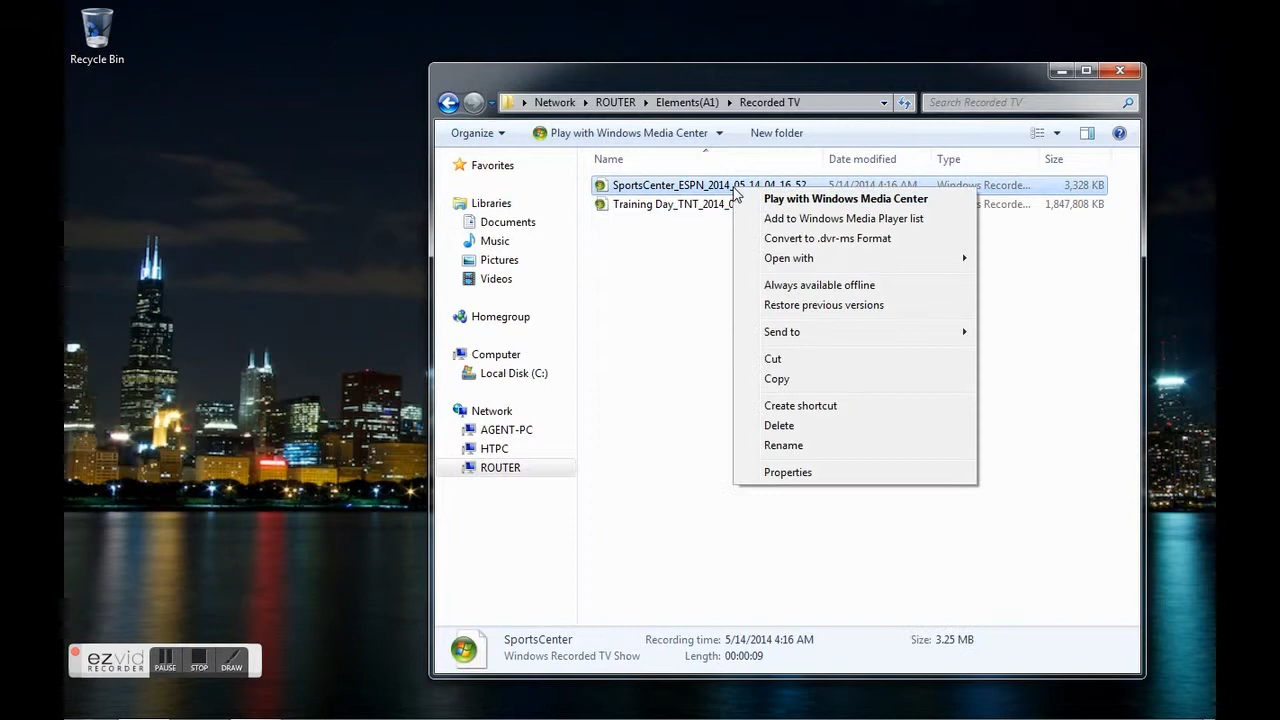 Recycle Bin
Network ROUTER Elements(A1) Recorded TV
Search Recorded TV
Organize Play with Windows Media Center New folder
Name Date modified Type Size
Favorites
Libraries
Documents
Music
Pictures
Videos
Homegroup
Computer
Local Disk (C:)
Network
AGENT-PC
HTPC
ROUTER
SportsCenter_ESPN_2014_05_14_04_16_52 5/14/2014 4:16 AM Windows Recorde... 3,328 KB
Training Day_TNT_2014_ Windows Recorde... 1,847,808 KB
Play with Windows Media Center
Add to Windows Media Player list
Convert to .dvr-ms Format
Open with
Always available offline
Restore previous versions
Send to
Cut
Copy
Create shortcut
Delete
Rename
Properties
SportsCenter Recording time: 5/14/2014 4:16 AM Size: 3.25 MB
Windows Recorded TV Show Length: 00:00:09
ezvid
RECORDER
PAUSE STOP DRAW